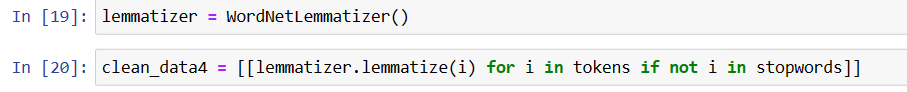 In [19]: lemmatizer = WordNetLemmatizer()
In [20]: clean_data4 = [[lemmatizer.lemmatize(i) for i in tokens if not i in stopwords]]